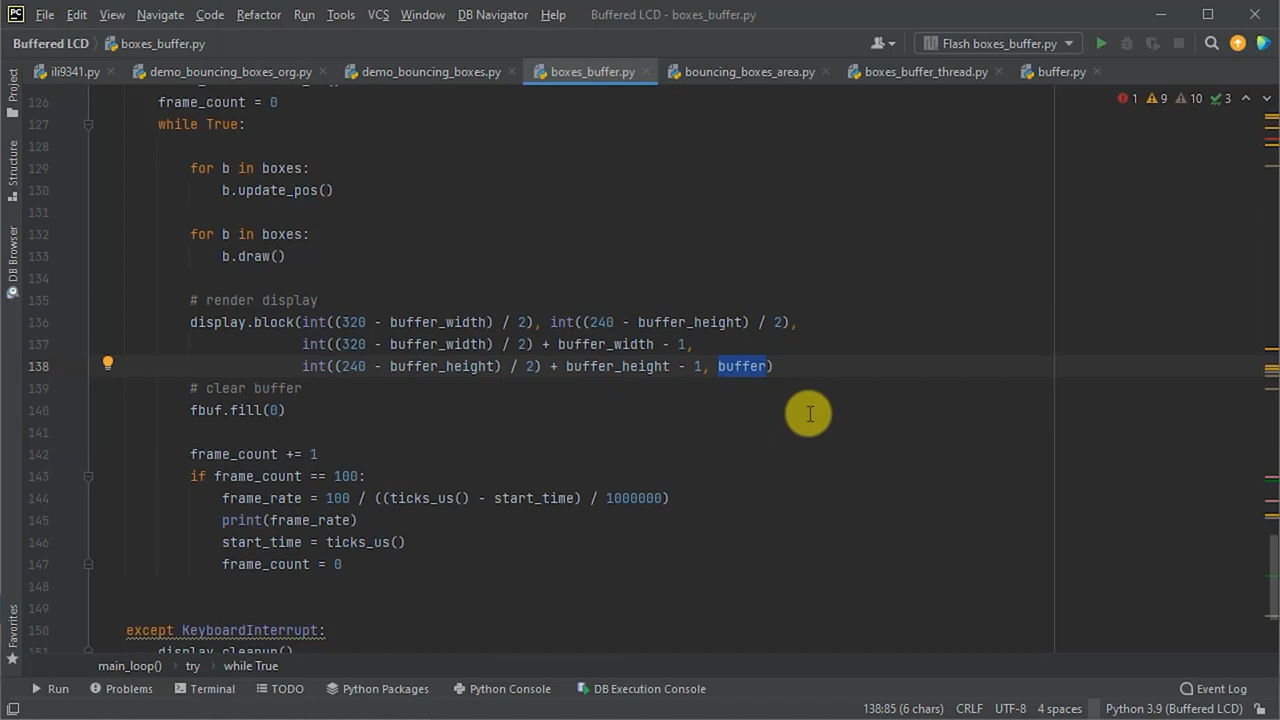 PC File Edit View Navigate Code Refactor Run Tools VCS Window DB Navigator Help Buffered LCD - boxes_buffer.py
Buffered LCD boxes_buffer.py Flash boxes_buffer.py
ili9341.py demo_bouncing_boxes_org.py demo_bouncing_boxes.py boxes_buffer.py bouncing_boxes_area.py boxes_buffer_thread.py buffer.py
1 9 10 3
Project
Structure
DB Browser
Favorites
126 frame_count = 0
127 while True:
128
129 for b in boxes:
130 b.update_pos()
131
132 for b in boxes:
133 b.draw()
134
135 # render display
136 display.block(int((320 - buffer_width) / 2), int((240 - buffer_height) / 2),
137 int((320 - buffer_width) / 2) + buffer_width - 1,
138 int((240 - buffer_height) / 2) + buffer_height - 1, buffer)
139 # clear buffer
140 fbuf.fill(0)
141
142 frame_count += 1
143 if frame_count == 100:
144 frame_rate = 100 / ((ticks_us() - start_time) / 1000000)
145 print(frame_rate)
146 start_time = ticks_us()
147 frame_count = 0
148
149
150 except KeyboardInterrupt:
151 display.cleanup()
main_loop() try while True
Run Problems Terminal TODO Python Packages Python Console DB Execution Console Event Log
138:85 (6 chars) CRLF UTF-8 4 spaces Python 3.9 (Buffered LCD)